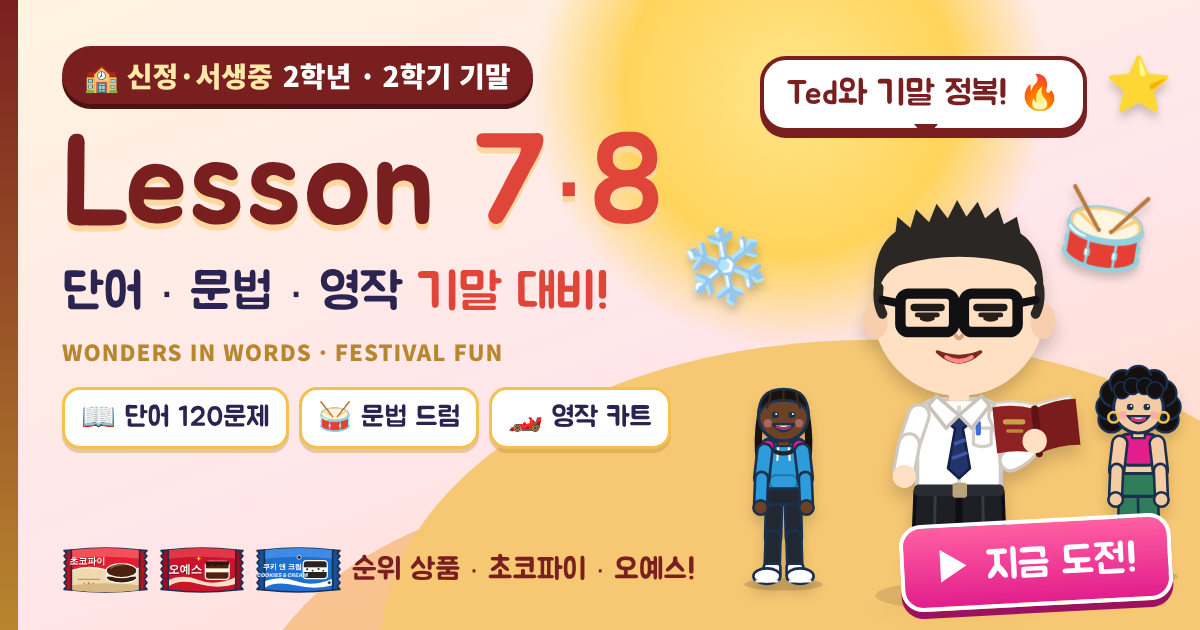 신정·서생중 2학년 · 2학기 기말
Ted와 기말 정복!
Lesson 7·8
단어 · 문법 · 영작 기말 대비!
WONDERS IN WORDS · FESTIVAL FUN
단어 120문제
문법 드럼
영작 카트
초코파이
오예스
쿠키 앤 크림
COOKIES & CREAM
순위 상품 · 초코파이 · 오예스!
지금 도전!